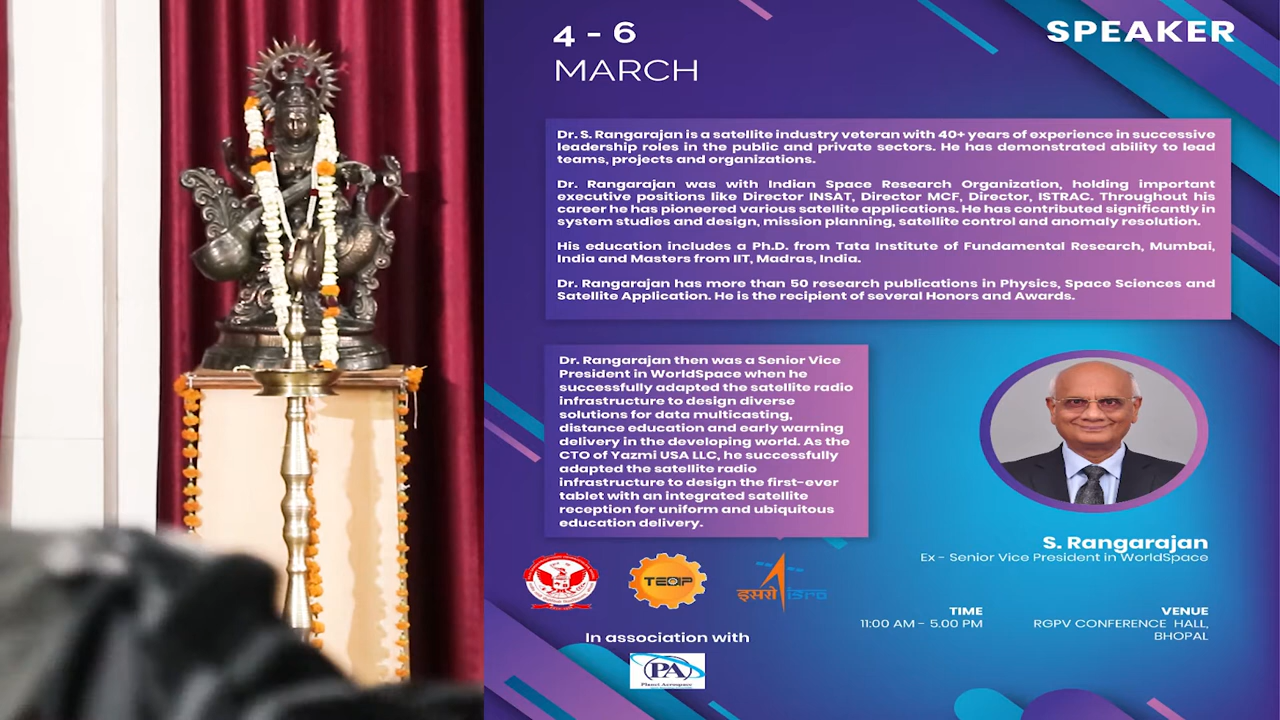 4 - 6
MARCH
SPEAKER
Dr. S. Rangarajan is a satellite industry veteran with 40+ years of experience in successive
leadership roles in the public and private sectors. He has demonstrated ability to lead
teams, projects and organizations.
Dr. Rangarajan was with Indian Space Research Organization, holding important
executive positions like Director INSAT, Director MCF, Director, ISTRAC. Throughout his
career he has pioneered various satellite applications. He has contributed significantly in
system studies and design, mission planning, satellite control and anomaly resolution.
His education includes a Ph.D. from Tata Institute of Fundamental Research, Mumbai,
India and Masters from IIT, Madras, India.
Dr. Rangarajan has more than 50 research publications in Physics, Space Sciences and
Satellite Application. He is the recipient of several Honors and Awards.
Dr. Rangarajan then was a Senior Vice
President in WorldSpace when he
successfully adapted the satellite radio
infrastructure to design diverse
solutions for data multicasting,
distance education and early warning
delivery in the developing world. As the
CTO of Yazmi USA LLC, he successfully
adapted the satellite radio
infrastructure to design the first-ever
tablet with an integrated satellite
reception for uniform and ubiquitous
education delivery.
S. Rangarajan
Ex - Senior Vice President in WorldSpace
TEQIP
इसरो isro
TIME
11:00 AM - 5.00 PM
VENUE
RGPV CONFERENCE HALL,
BHOPAL
In association with
PA
Planet Aerospace